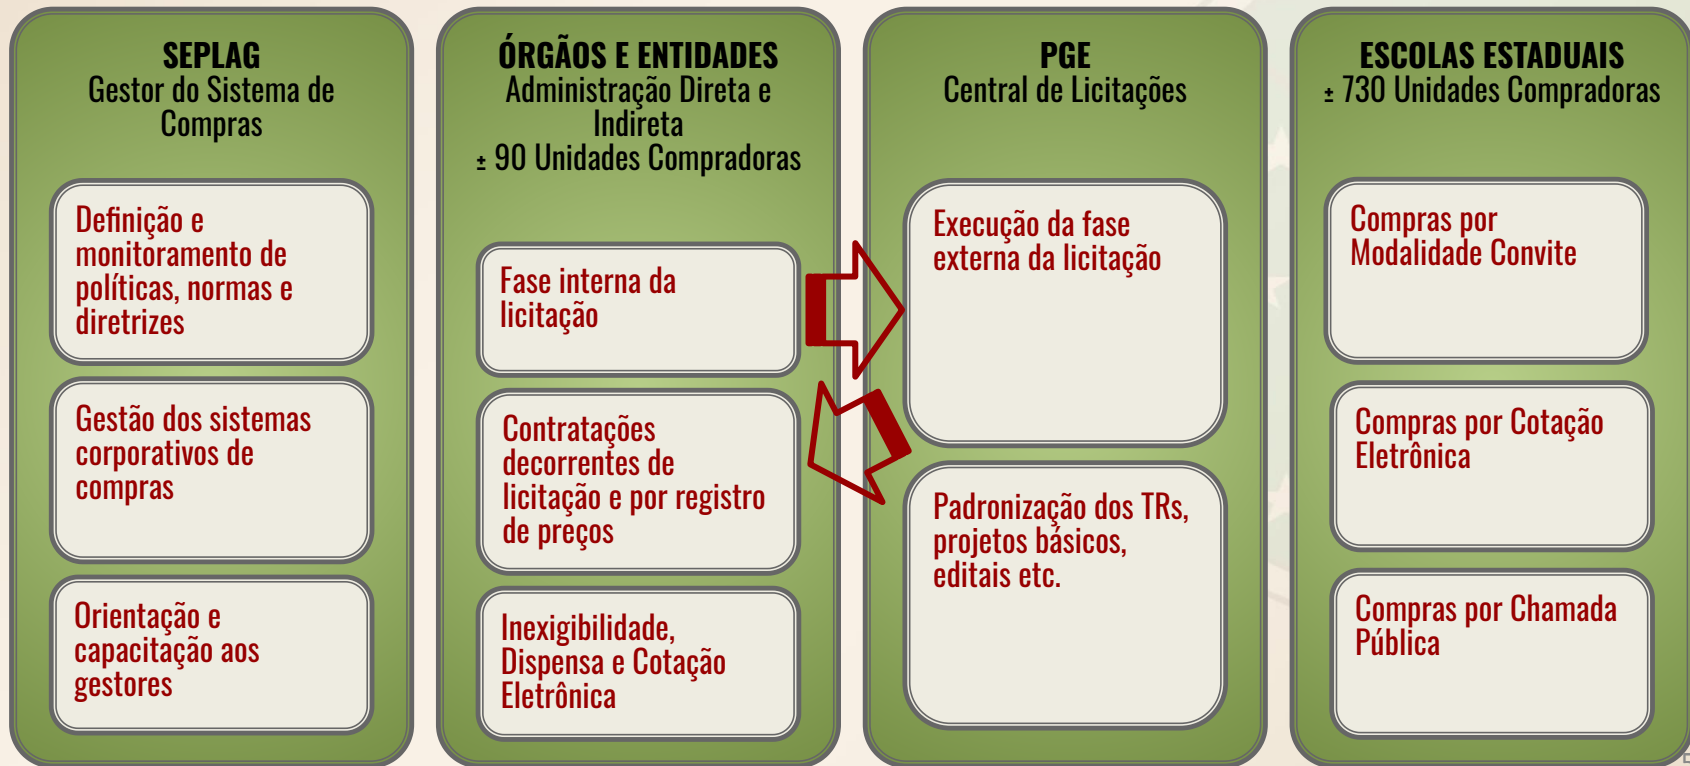 SEPLAG
Gestor do Sistema de
Compras
Definição e
monitoramento de
políticas, normas e
diretrizes
Gestão dos sistemas
corporativos de
compras
Orientação e
capacitação aos
gestores
ÓRGÃOS E ENTIDADES
Administração Direta e
Indireta
± 90 Unidades Compradoras
Fase interna da
licitação
Contratações
decorrentes de
licitação e por registro
de preços
Inexigibilidade,
Dispensa e Cotação
Eletrônica
PGE
Central de Licitações
Execução da fase
externa da licitação
Padronização dos TRs,
projetos básicos,
editais etc.
ESCOLAS ESTADUAIS
± 730 Unidades Compradoras
Compras por
Modalidade Convite
Compras por Cotação
Eletrônica
Compras por Chamada
Pública